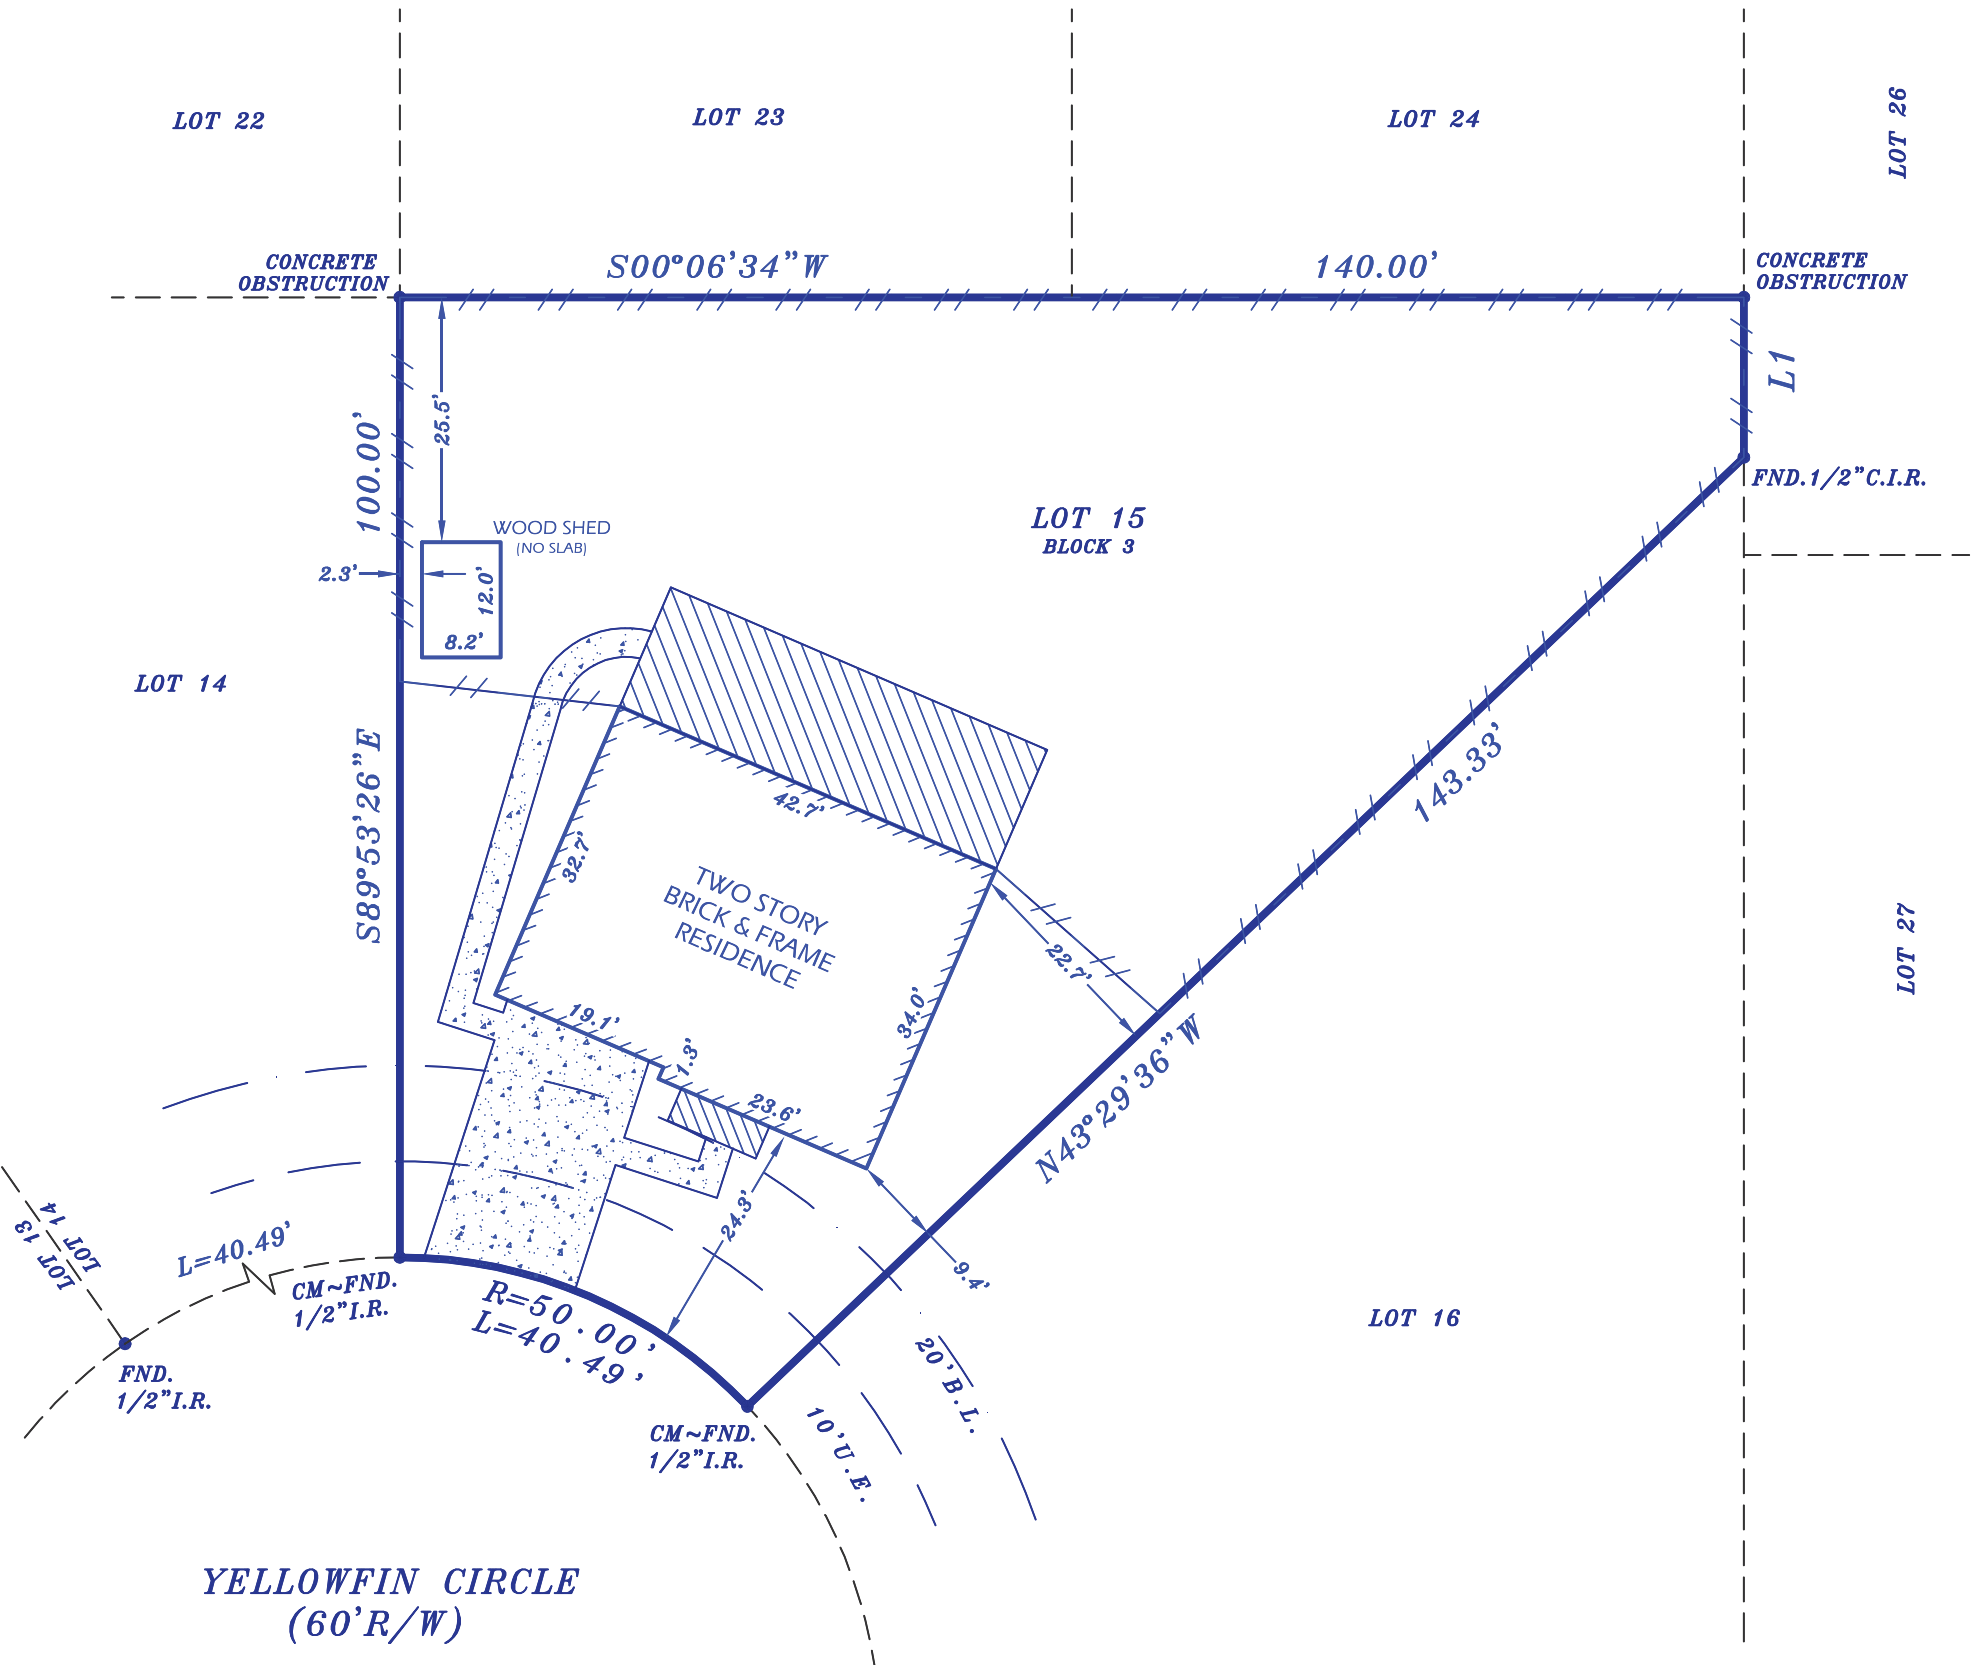 LOT 22
LOT 23
LOT 24
LOT 26
CONCRETE
OBSTRUCTION
S00°06'34"W
140.00'
CONCRETE
OBSTRUCTION
L1
25.5'
100.00'
FND.1/2"C.I.R.
WOOD SHED
(NO SLAB)
LOT 15
BLOCK 3
2.3'
12.0'
8.2'
LOT 14
S89°53'26"E
143.33'
42.7'
32.7'
TWO STORY
BRICK & FRAME
RESIDENCE
22.7'
LOT 27
34.0'
19.1'
1.3'
23.6'
N43°29'36"W
24.3'
9.4'
LOT 14
LOT 13
L=40.49'
CM~FND.
1/2"I.R.
R=50.00'
L=40.49'
LOT 16
20'B.L.
10'U.E.
FND.
1/2"I.R.
CM~FND.
1/2"I.R.
YELLOWFIN CIRCLE
(60'R/W)